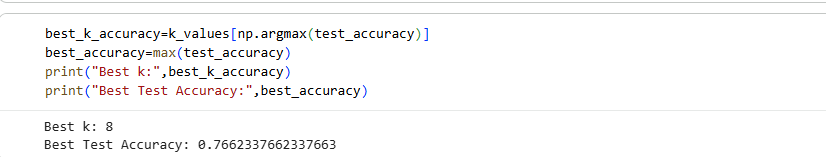 best_k_accuracy=k_values[np.argmax(test_accuracy)]
best_accuracy=max(test_accuracy)
print("Best k:",best_k_accuracy)
print("Best Test Accuracy:",best_accuracy)
Best k: 8
Best Test Accuracy: 0.7662337662337663